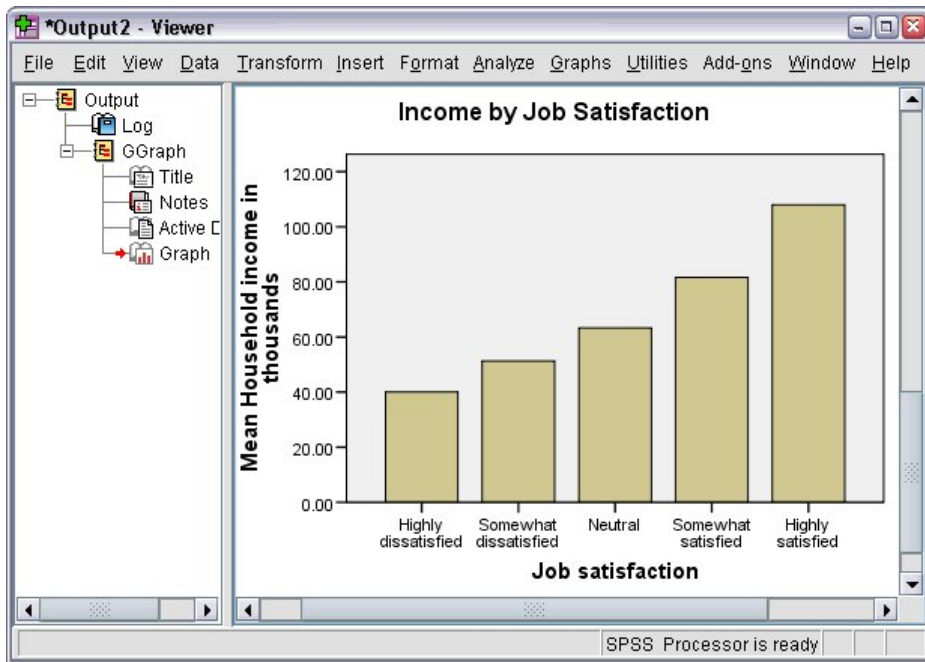 *Output2 - Viewer
File Edit View Data Transform Insert Format Analyze Graphs Utilities Add-ons Window Help
Output
Log
GGraph
Title
Notes
Active D
Graph
Income by Job Satisfaction
Mean Household income in
thousands
120.00
100.00
80.00
60.00
40.00
20.00
0.00
Highly
dissatisfied
Somewhat
dissatisfied
Neutral
Somewhat
satisfied
Highly
satisfied
Job satisfaction
SPSS Processor is ready